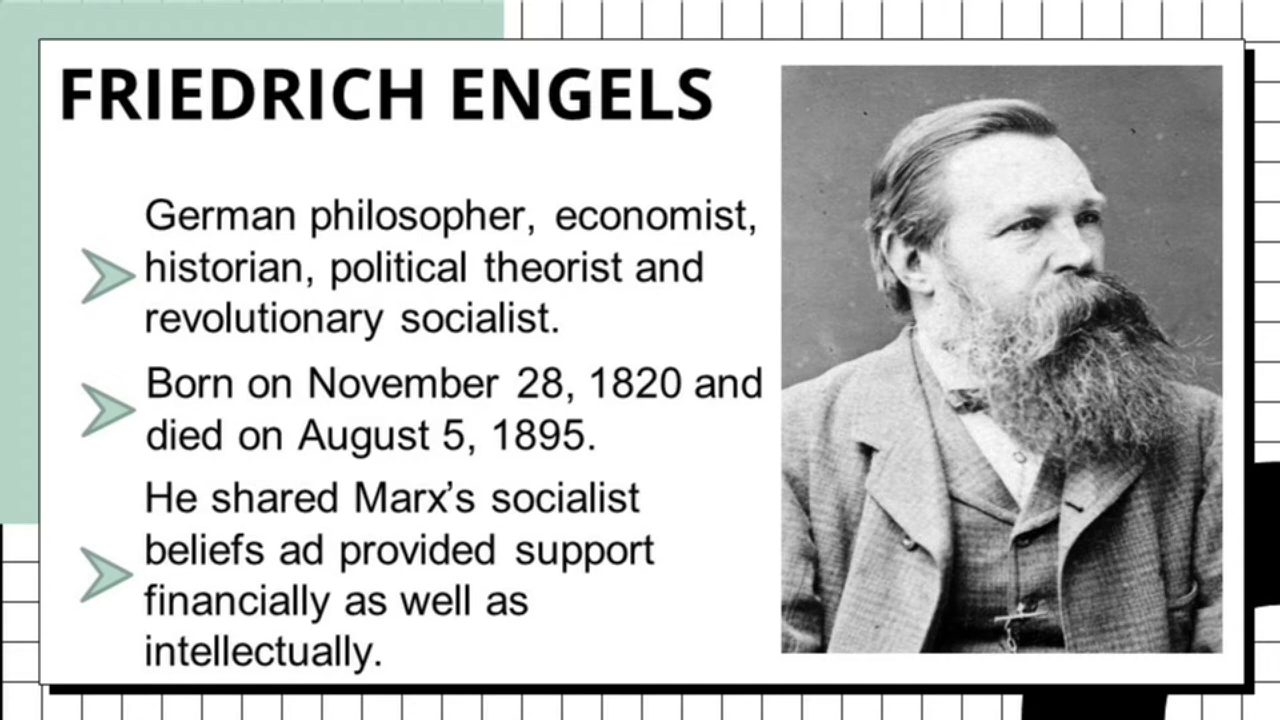 FRIEDRICH ENGELS
German philosopher, economist,
historian, political theorist and
revolutionary socialist.
Born on November 28, 1820 and
died on August 5, 1895.
He shared Marx’s socialist
beliefs ad provided support
financially as well as
intellectually.